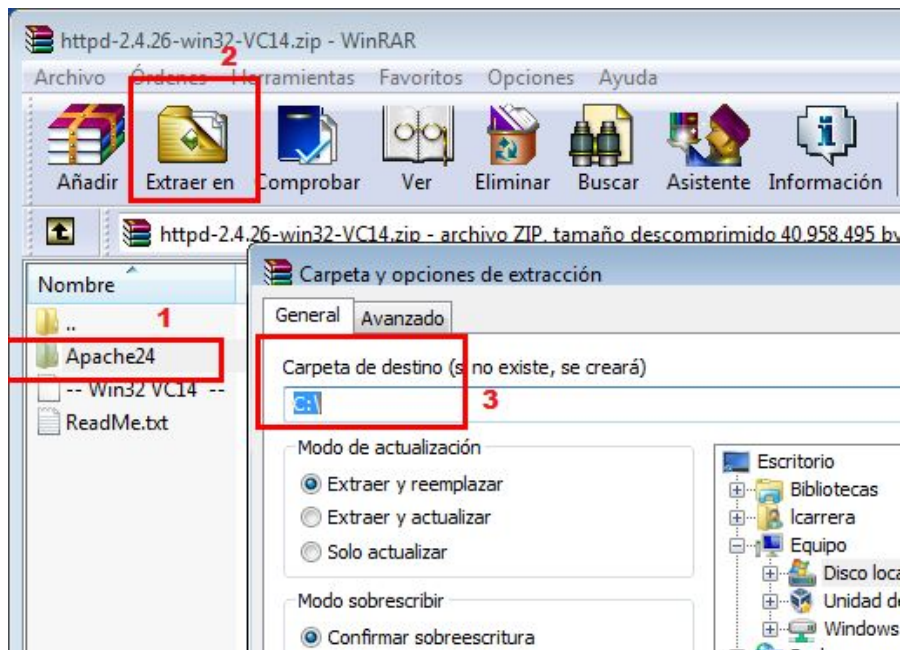 httpd-2.4.26-win32-VC14.zip - WinRAR
2
Archivo Órdenes Herramientas Favoritos Opciones Ayuda
Añadir Extraer en Comprobar Ver Eliminar Buscar Asistente Información
httpd-2.4.26-win32-VC14.zip - archivo ZIP, tamaño descomprimido 40.958.495 by
Nombre
..
1
Apache24
-- Win32 VC14 --
ReadMe.txt
Carpeta y opciones de extracción
General Avanzado
Carpeta de destino (si no existe, se creará)
C:\
3
Modo de actualización
Extraer y reemplazar
Extraer y actualizar
Solo actualizar
Modo sobrescribir
Confirmar sobreescritura
Escritorio
Bibliotecas
lcarrera
Equipo
Disco loca
Unidad de
Windows